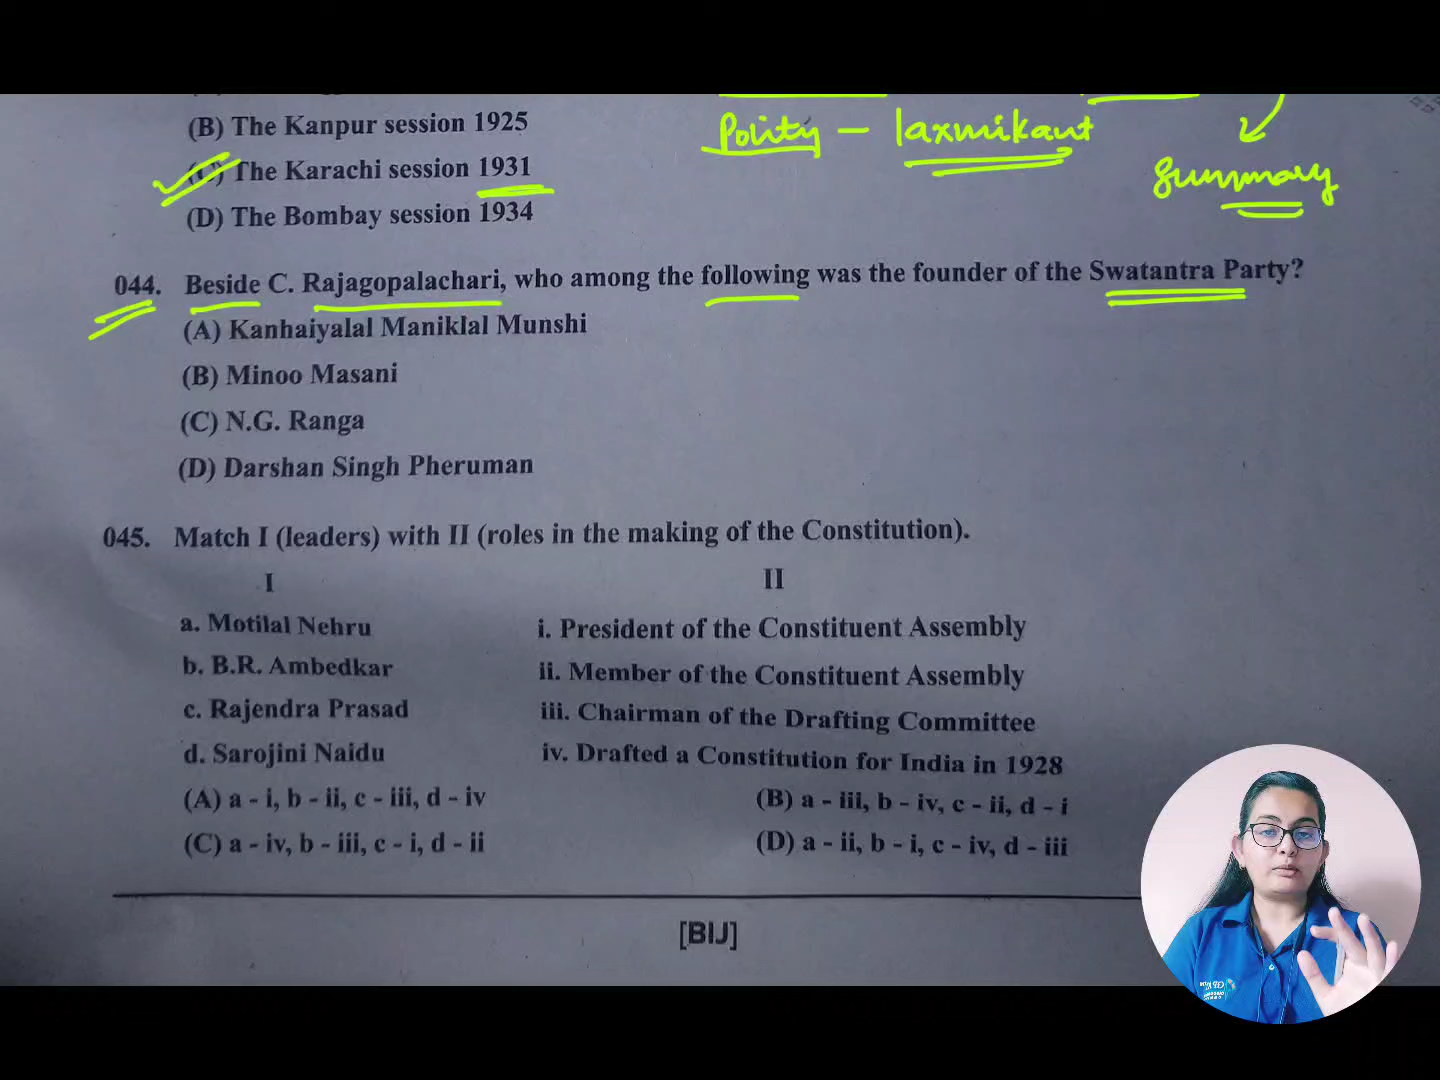 (B) The Kanpur session 1925
Polity – laxmikant
The Karachi session 1931
Summary
(D) The Bombay session 1934
044. Beside C. Rajagopalachari, who among the following was the founder of the Swatantra Party?
(A) Kanhaiyalal Maniklal Munshi
(B) Minoo Masani
(C) N.G. Ranga
(D) Darshan Singh Pheruman
045. Match I (leaders) with II (roles in the making of the Constitution).
I II
a. Motilal Nehru i. President of the Constituent Assembly
b. B.R. Ambedkar ii. Member of the Constituent Assembly
c. Rajendra Prasad iii. Chairman of the Drafting Committee
d. Sarojini Naidu iv. Drafted a Constitution for India in 1928
(A) a - i, b - ii, c - iii, d - iv (B) a - iii, b - iv, c - ii, d - i
(C) a - iv, b - iii, c - i, d - ii (D) a - ii, b - i, c - iv, d - iii
[BIJ]